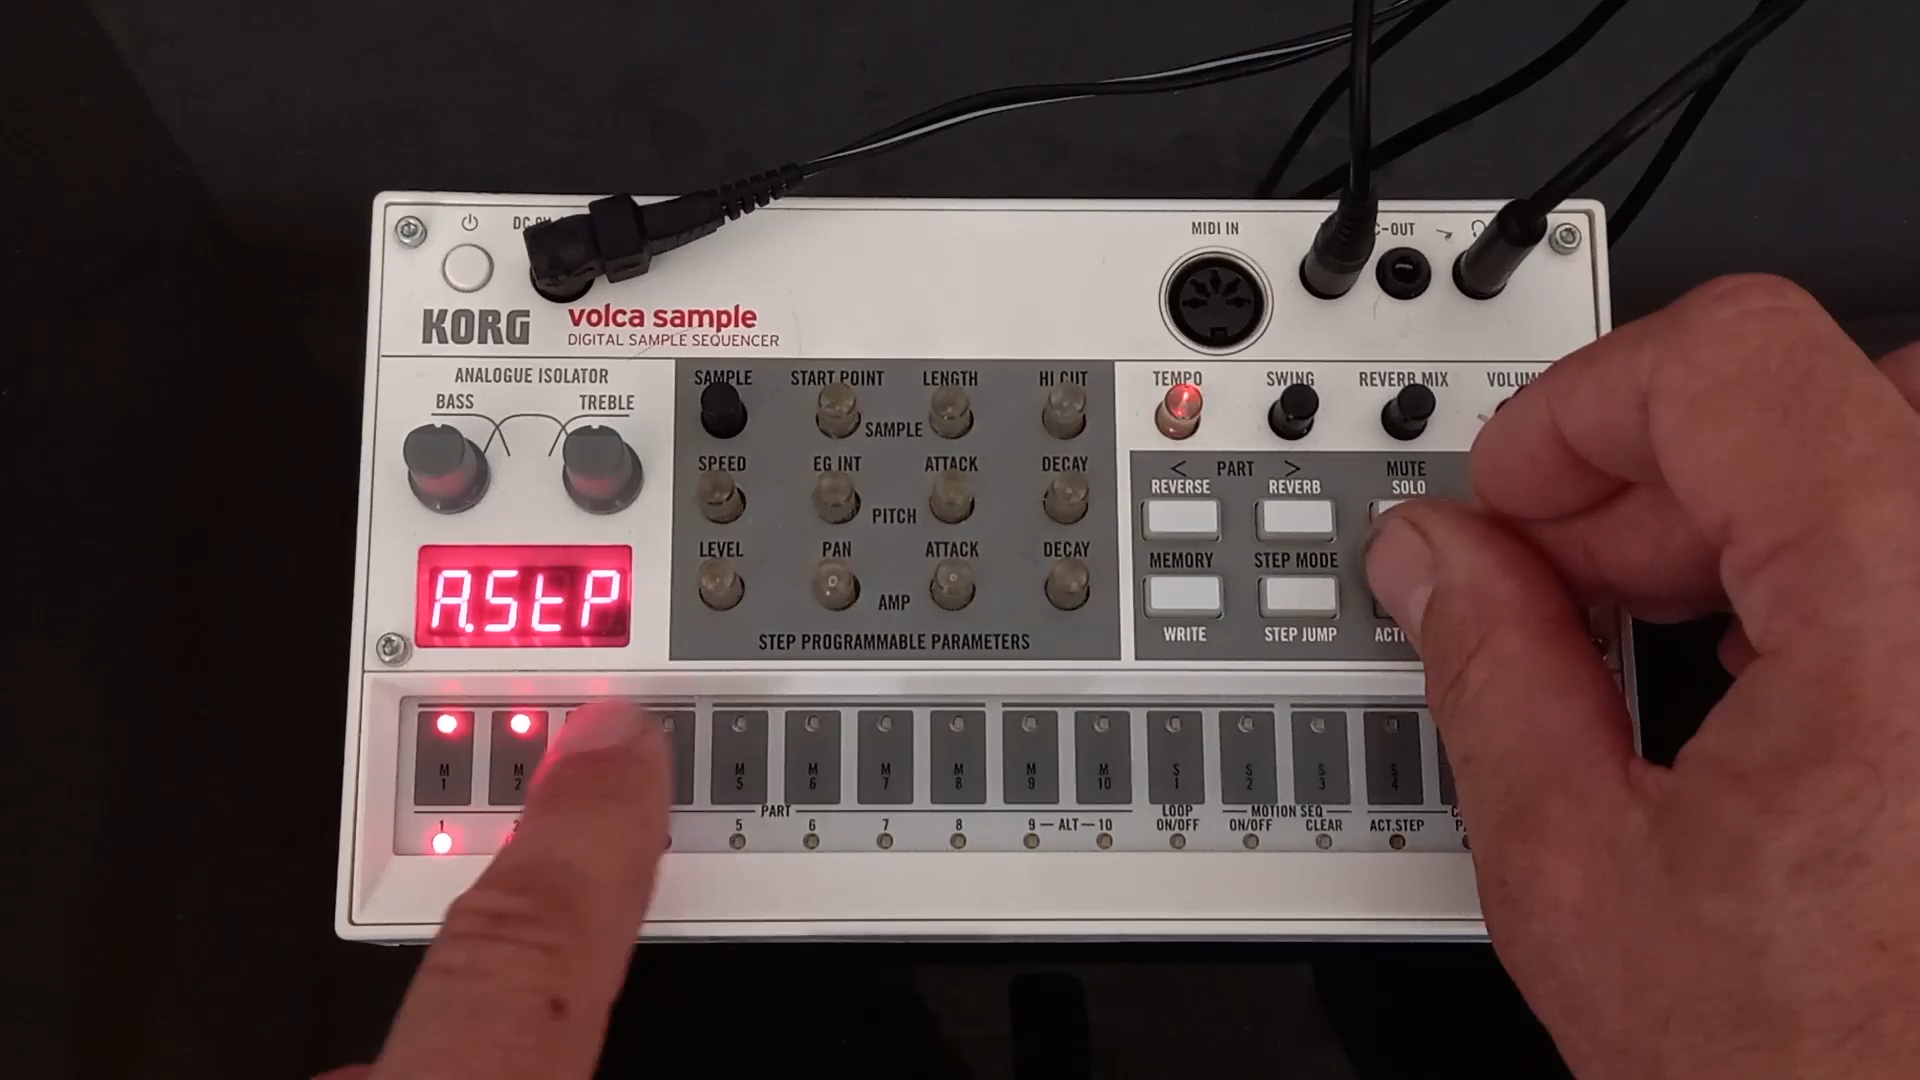 MIDI IN
C-OUT
KORG
volca sample
DIGITAL SAMPLE SEQUENCER
ANALOGUE ISOLATOR
BASS
TREBLE
SAMPLE
START POINT
LENGTH
HI CUT
SAMPLE
SPEED
EG INT
ATTACK
DECAY
PITCH
LEVEL
PAN
ATTACK
DECAY
AMP
STEP PROGRAMMABLE PARAMETERS
TEMPO
SWING
REVERB MIX
VOLUM
< PART >
MUTE
REVERSE
REVERB
SOLO
MEMORY
STEP MODE
WRITE
STEP JUMP
A.StP
M 1
M 2
M 5
M 6
M 7
M 8
M 9
M 10
S 1
S 2
S 3
S 4
PART
1
5
6
7
8
9 — ALT — 10
LOOP
ON/OFF
MOTION SEQ
ON/OFF
CLEAR
ACT.STEP